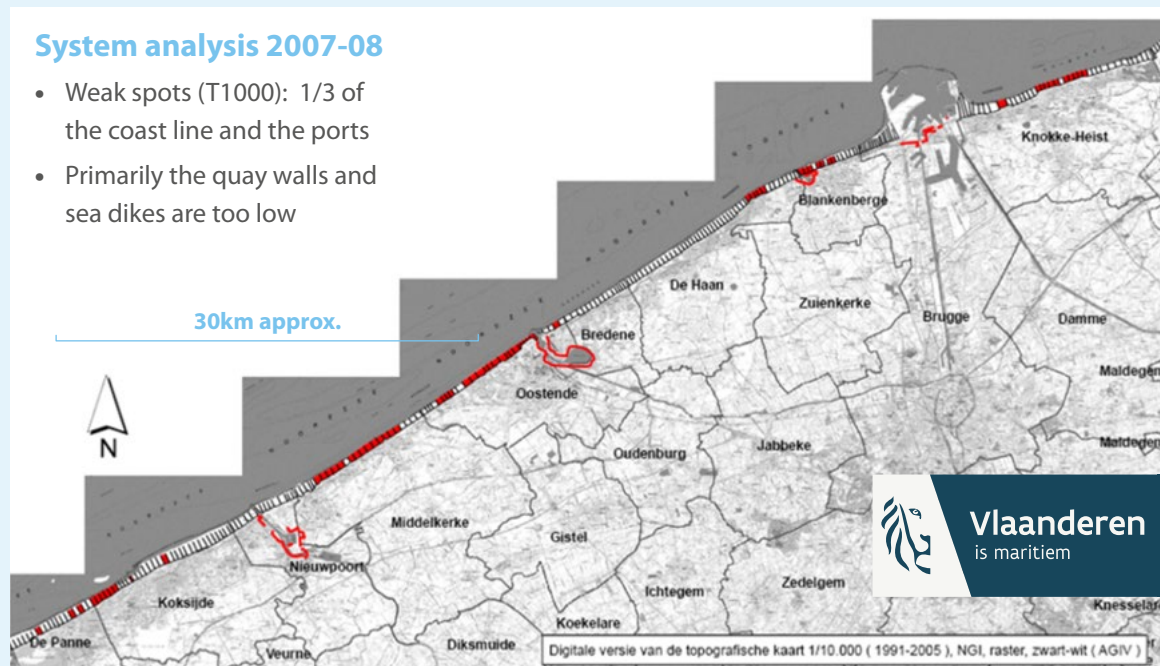 System analysis 2007-08
• Weak spots (T1000): 1/3 of
the coast line and the ports
• Primarily the quay walls and
sea dikes are too low
30km approx.
N
Knokke-Heist
Blankenberge
De Haan
Zuienkerke
Brugge
Damme
Bredene
Oostende
Maldegem
Oudenburg
Jabbeke
Maldegem
Middelkerke
Gistel
Nieuwpoort
Vlaanderen
is maritiem
Koksijde
Ichtegem
Zedelgem
Knesselar
Koekelare
De Panne
Veurne
Diksmuide
Digitale versie van de topografische kaart 1/10.000 ( 1991-2005 ), NGI, raster, zwart-wit ( AGIV )